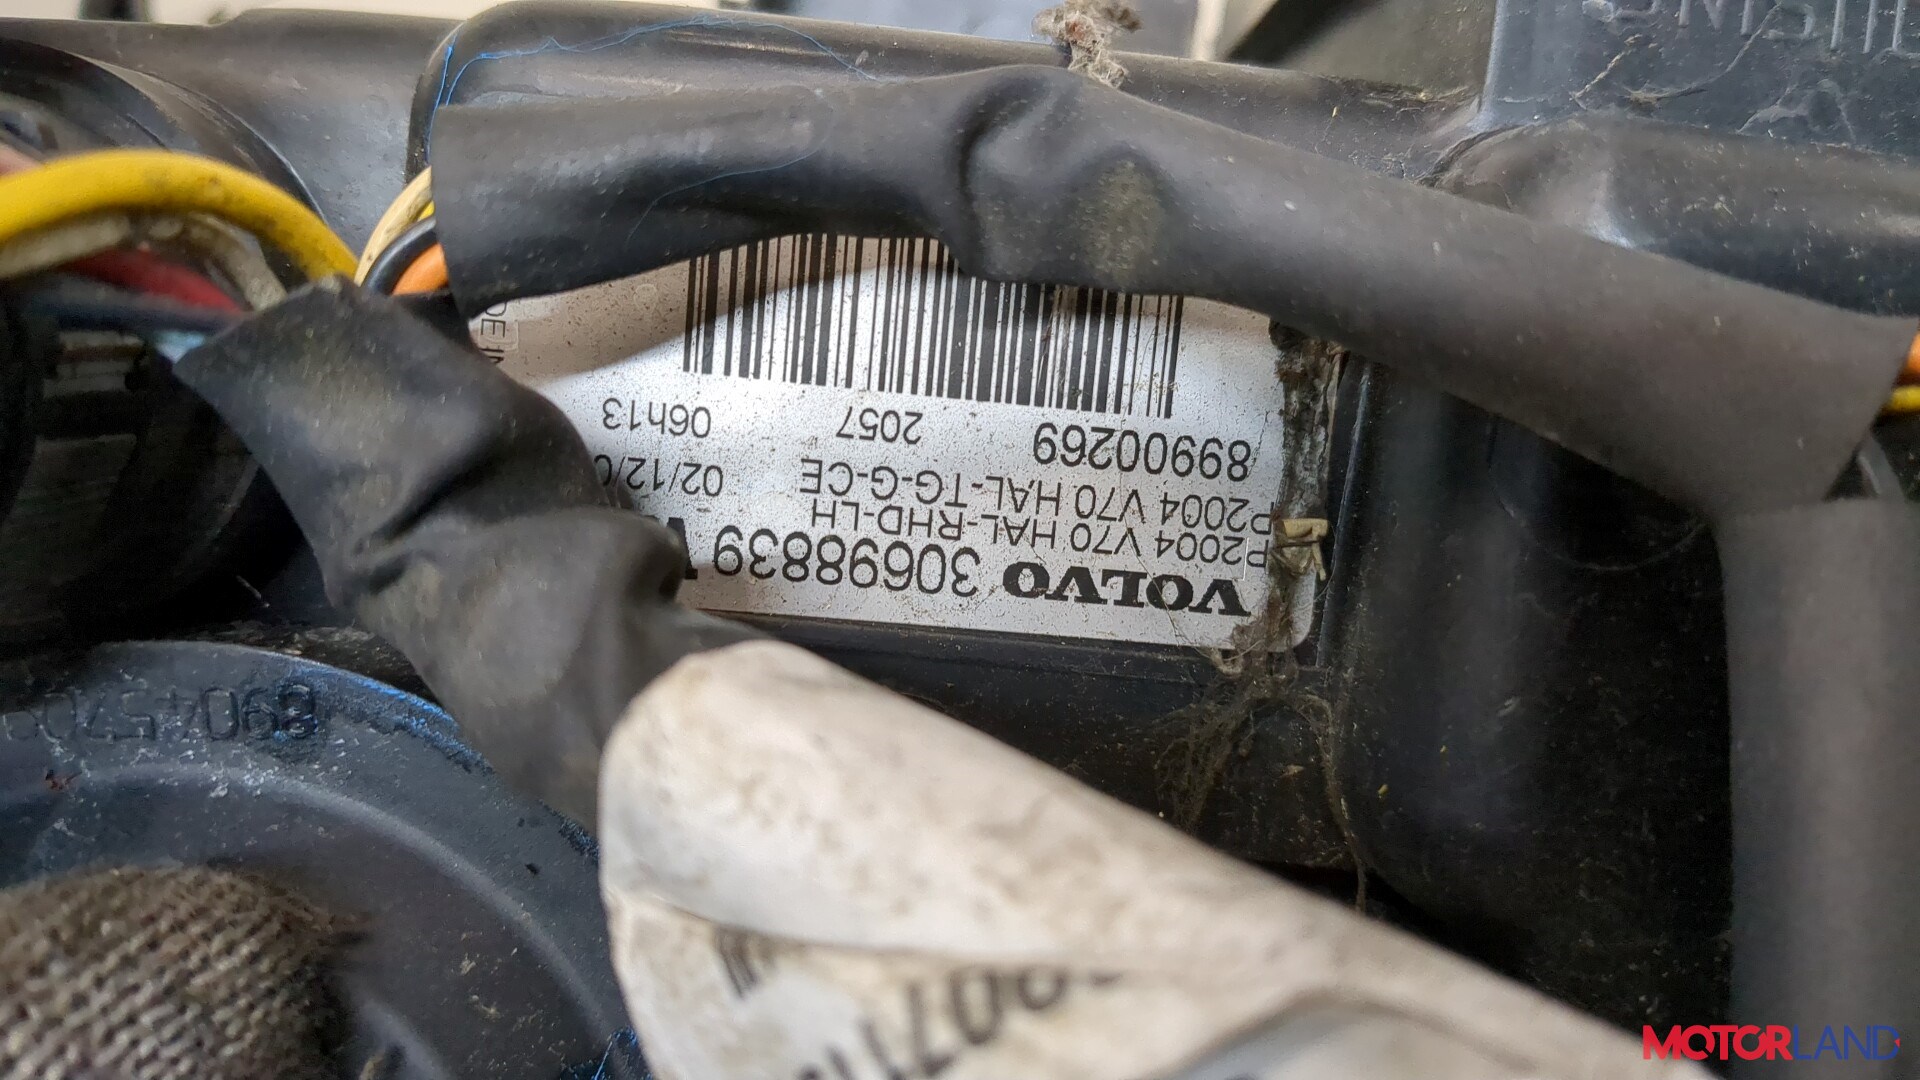 VOLVO 30698839
P2004 V70 HAL-RHD-LH
P2004 V70 HAL-TG-G-CE 02/12/0
89900269 2057 06h13
MOTORLAND